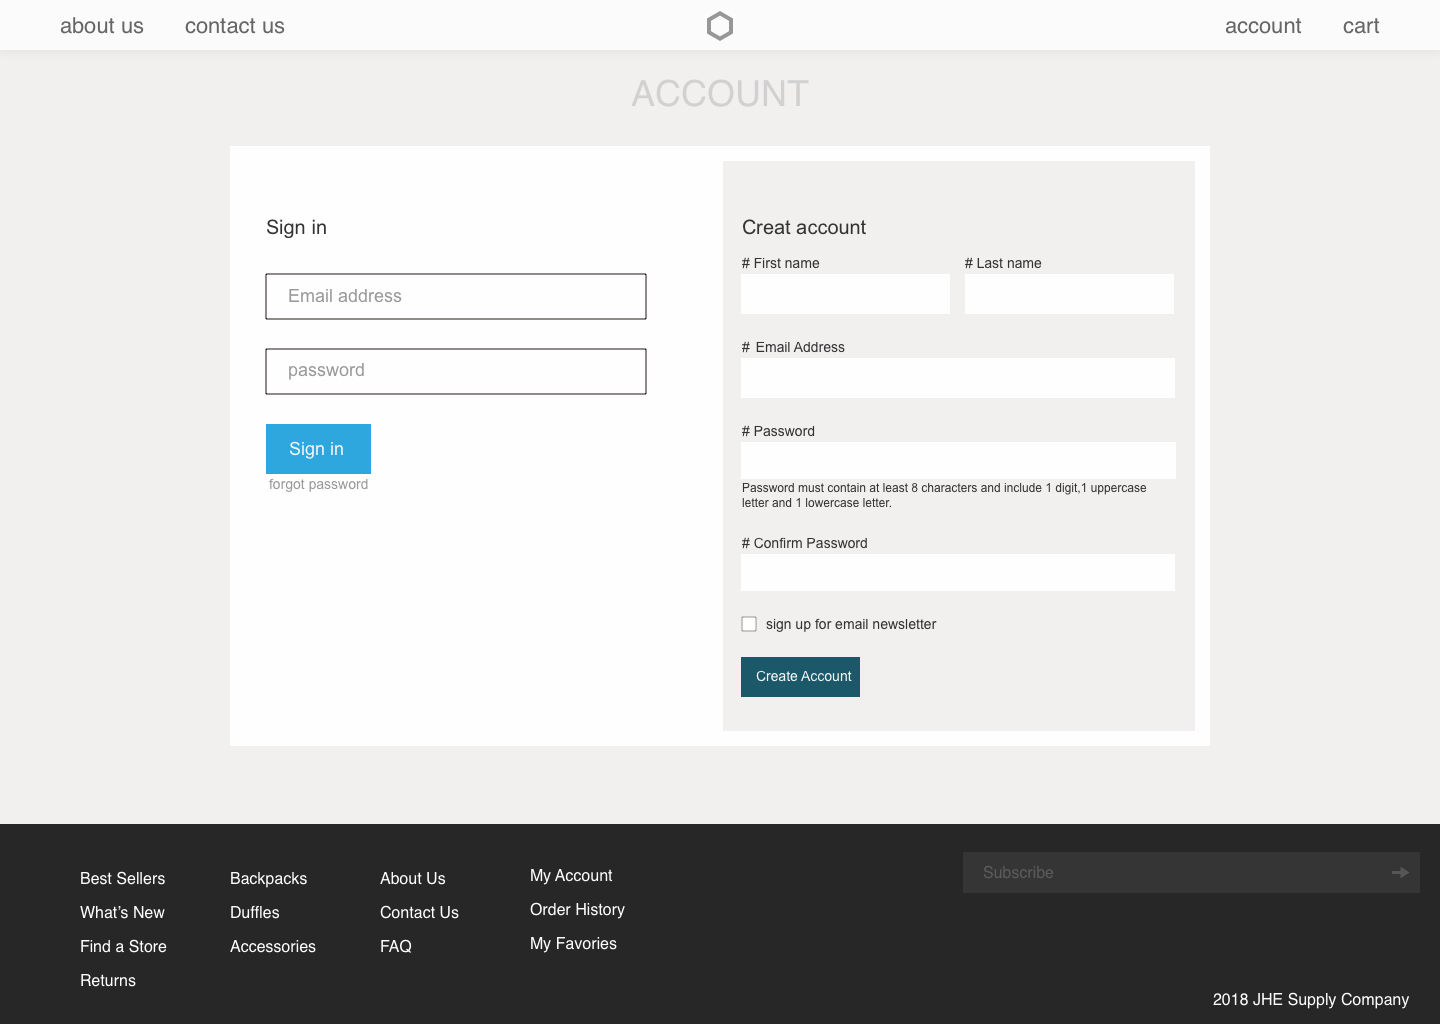 about us
contact us
account
cart
ACCOUNT
Sign in
Email address
password
Sign in
forgot password
Creat account
# First name
# Last name
# Email Address
# Password
Password must contain at least 8 characters and include 1 digit,1 uppercase
letter and 1 lowercase letter.
# Confirm Password
sign up for email newsletter
Create Account
Best Sellers
What’s New
Find a Store
Returns
Backpacks
Duffles
Accessories
About Us
Contact Us
FAQ
My Account
Order History
My Favories
Subscribe
2018 JHE Supply Company